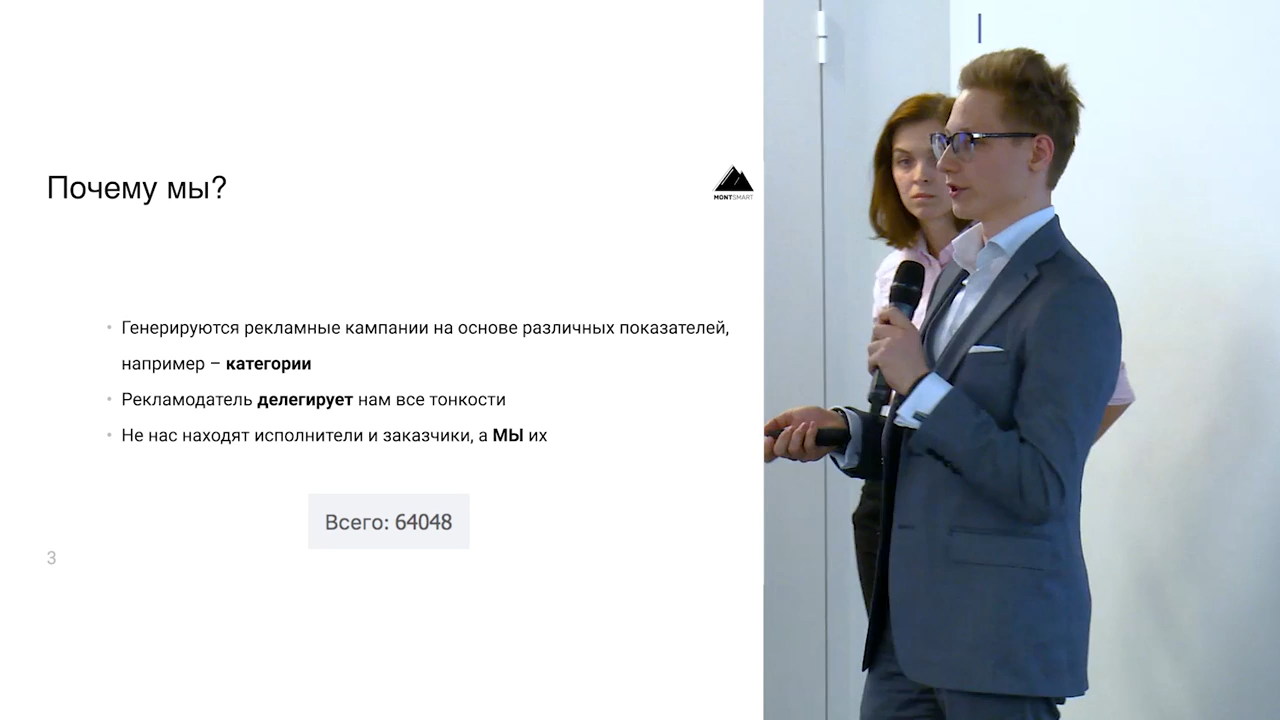 Почему мы?
MONTSMART
Генерируются рекламные кампании на основе различных показателей,
например – категории
Рекламодатель делегирует нам все тонкости
Не нас находят исполнители и заказчики, а МЫ их
Всего: 64048
3